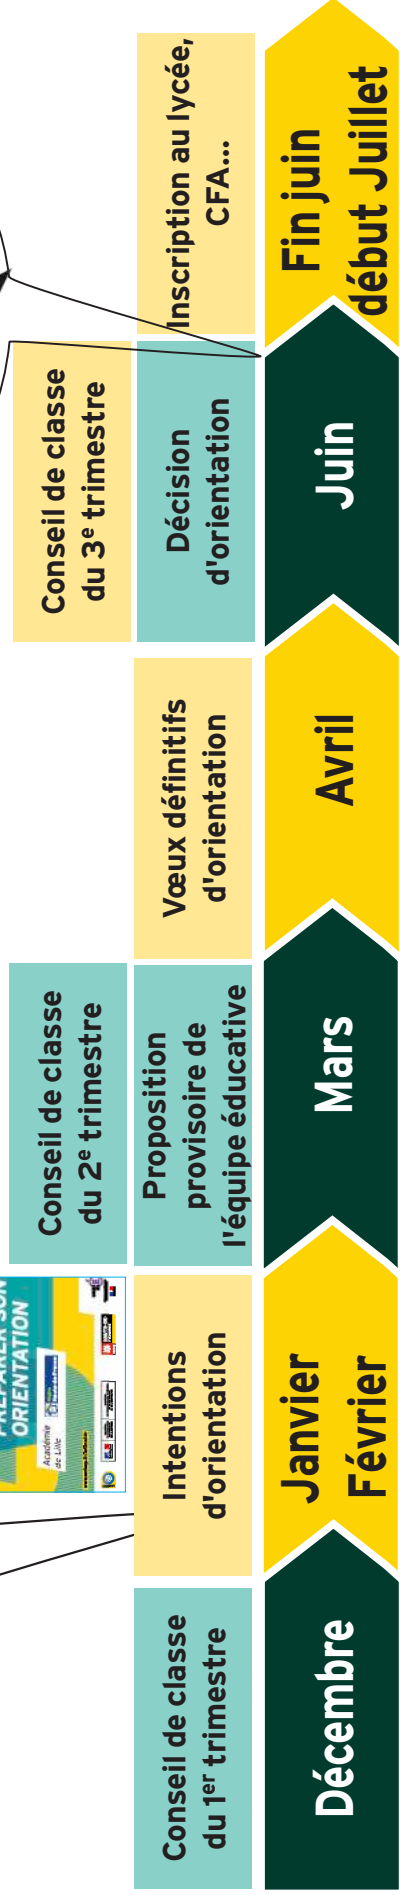 Conseil de classe
du 1er trimestre
Décembre
PRÉPARER SON
ORIENTATION
Académie
de Lille
Intentions
d'orientation
Janvier
Février
Conseil de classe
du 2e trimestre
Proposition
provisoire de
l'équipe éducative
Mars
Vœux définitifs
d'orientation
Avril
Conseil de classe
du 3e trimestre
Décision
d'orientation
Juin
Inscription au lycée,
CFA...
Fin juin
début Juillet